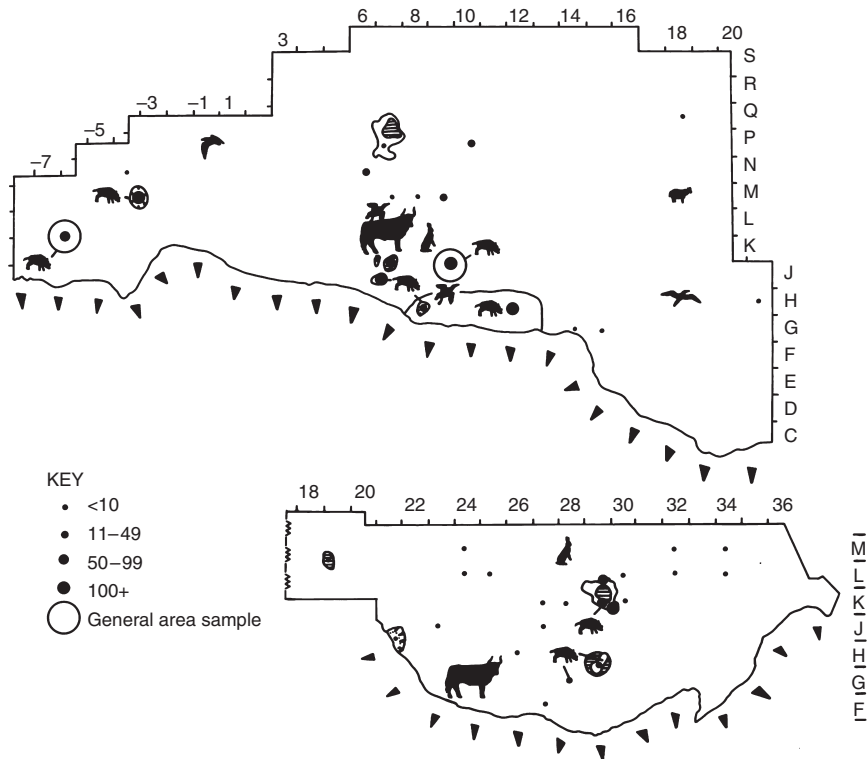 6 8 10 12 14 16
3
18 20
−3 −1 1
−5
−7
S
R
Q
P
N
M
L
K
J
H
G
F
E
D
C
KEY
<10
11–49
50–99
100+
General area sample
18 20 22 24 26 28 30 32 34 36
M
L
K
J
H
G
F